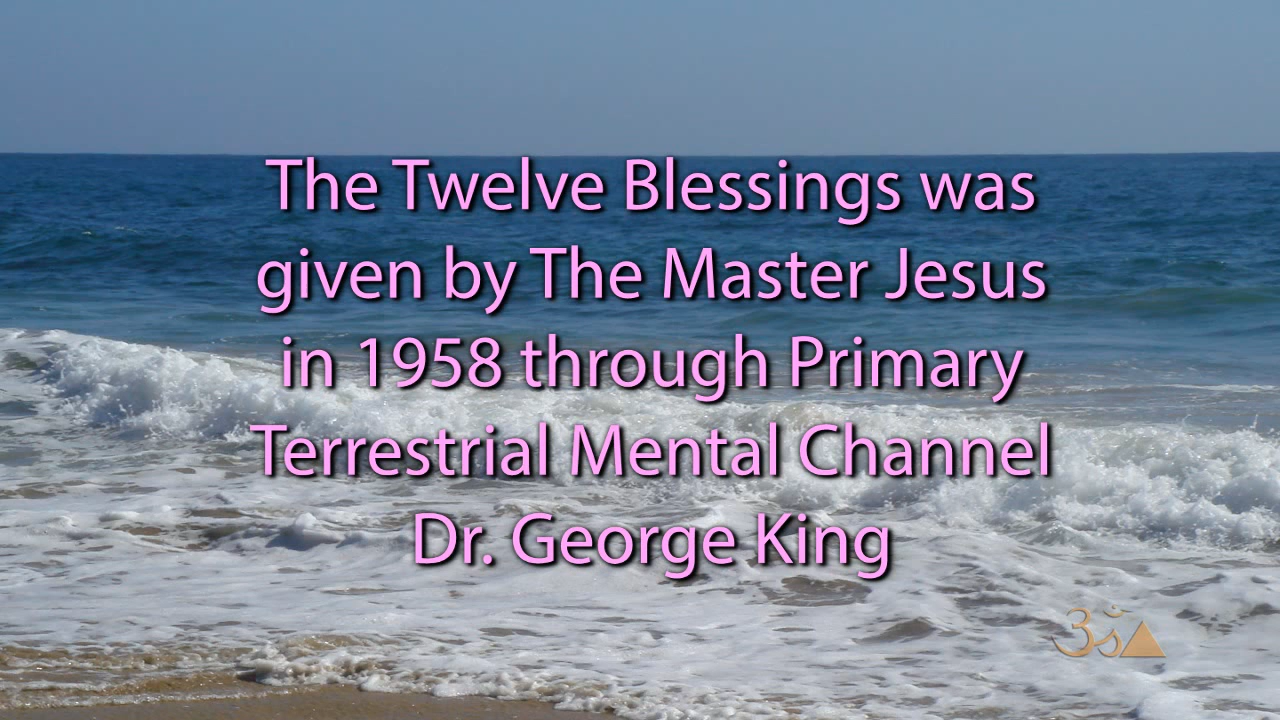 The Twelve Blessings was
given by The Master Jesus
in 1958 through Primary
Terrestrial Mental Channel
Dr. George King